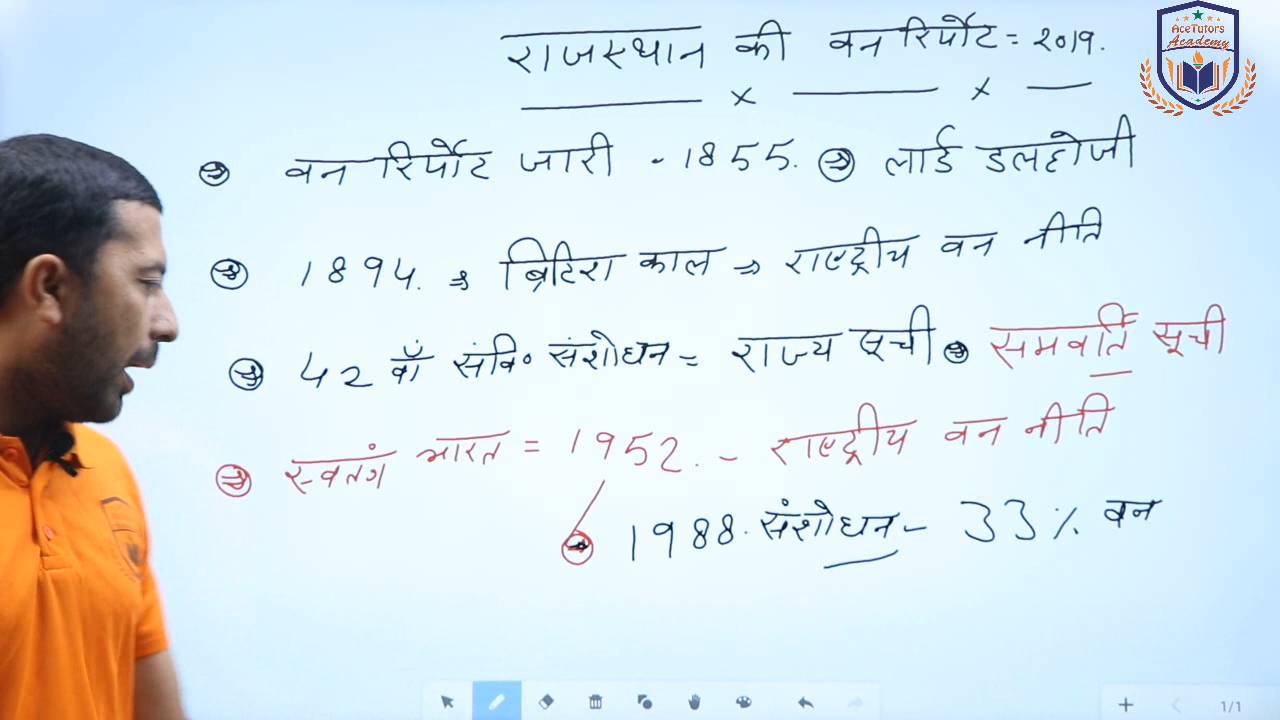 राजस्थान की वन रिर्पोट = 2019.
AceTutors
Academy
वन रिर्पोट जारी - 1855. → लार्ड डलहोजी
1894. → ब्रिटिश काल → राष्ट्रीय वन नीति
42 वाँ संवि० संशोधन = राज्य सूची → समवर्ति सूची
स्वतंत्र भारत = 1952. - राष्ट्रीय वन नीति
1988. संशोधन - 33% वन
1/1